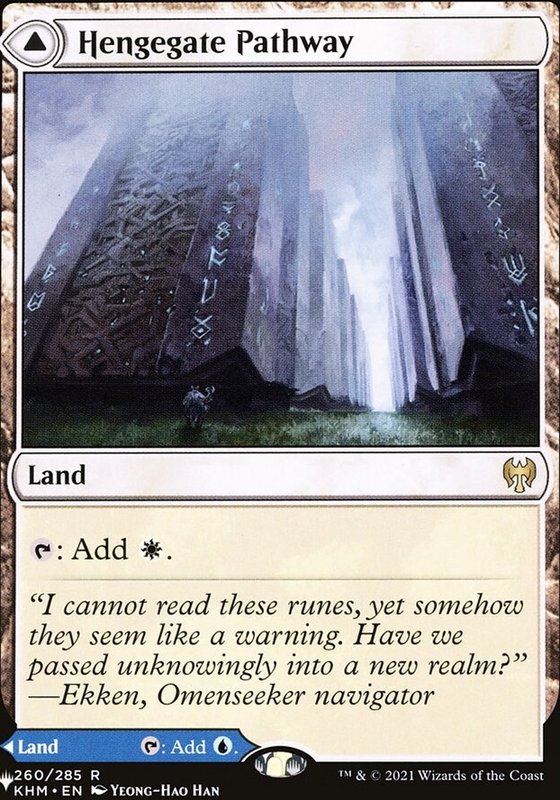 Hengegate Pathway
Land
: Add .
“I cannot read these runes, yet somehow
they seem like a warning. Have we
passed unknowingly into a new realm?”
—Ekken, Omenseeker navigator
Land : Add .
260/285 R
KHM • EN Yeong-Hao Han
™ & © 2021 Wizards of the Coast